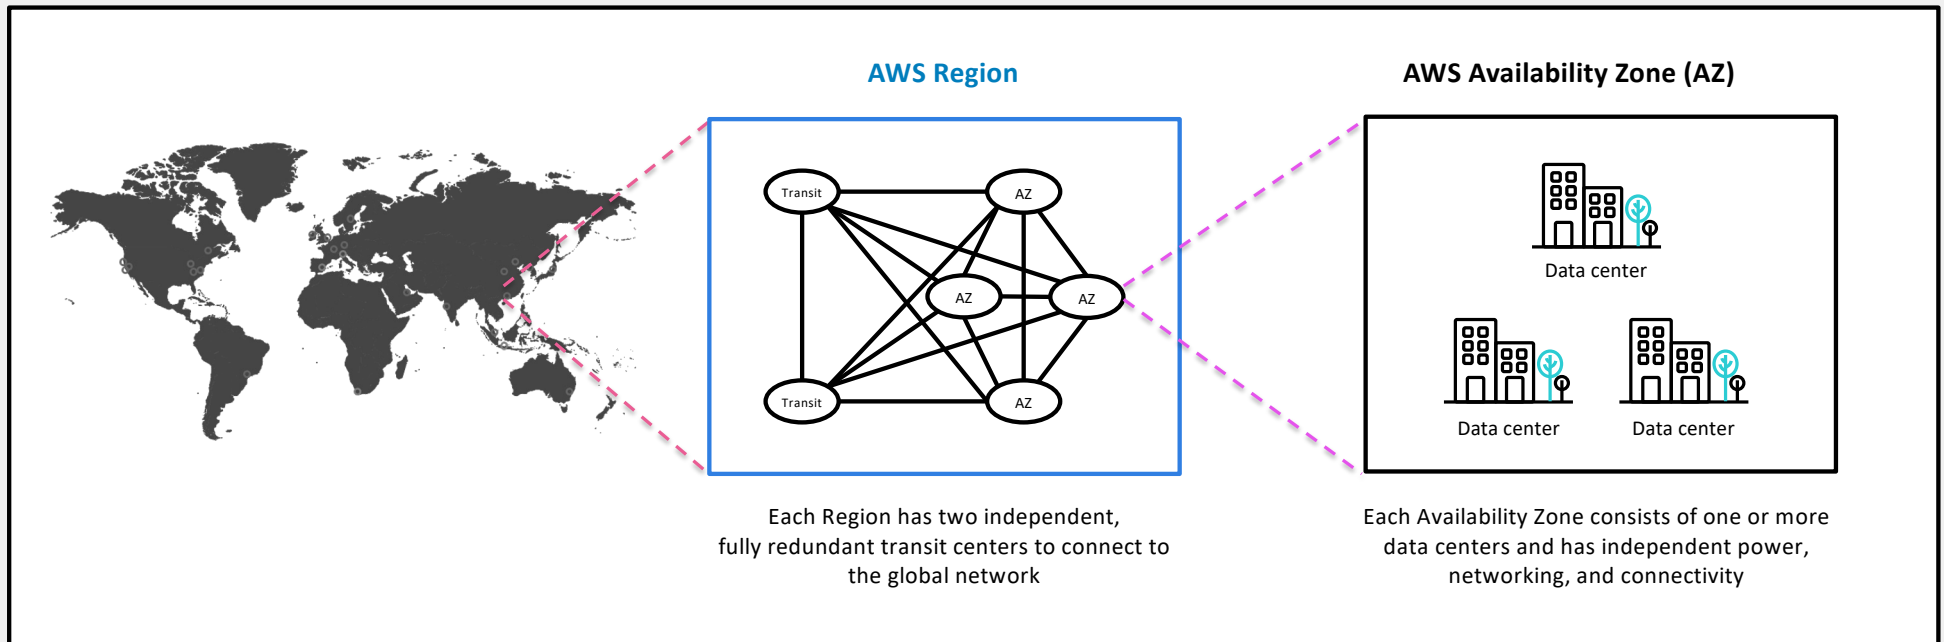 AWS Region
AWS Availability Zone (AZ)
Transit
AZ
AZ
AZ
Transit
AZ
Data center
Data center
Data center
Each Region has two independent,
fully redundant transit centers to connect to
the global network
Each Availability Zone consists of one or more
data centers and has independent power,
networking, and connectivity